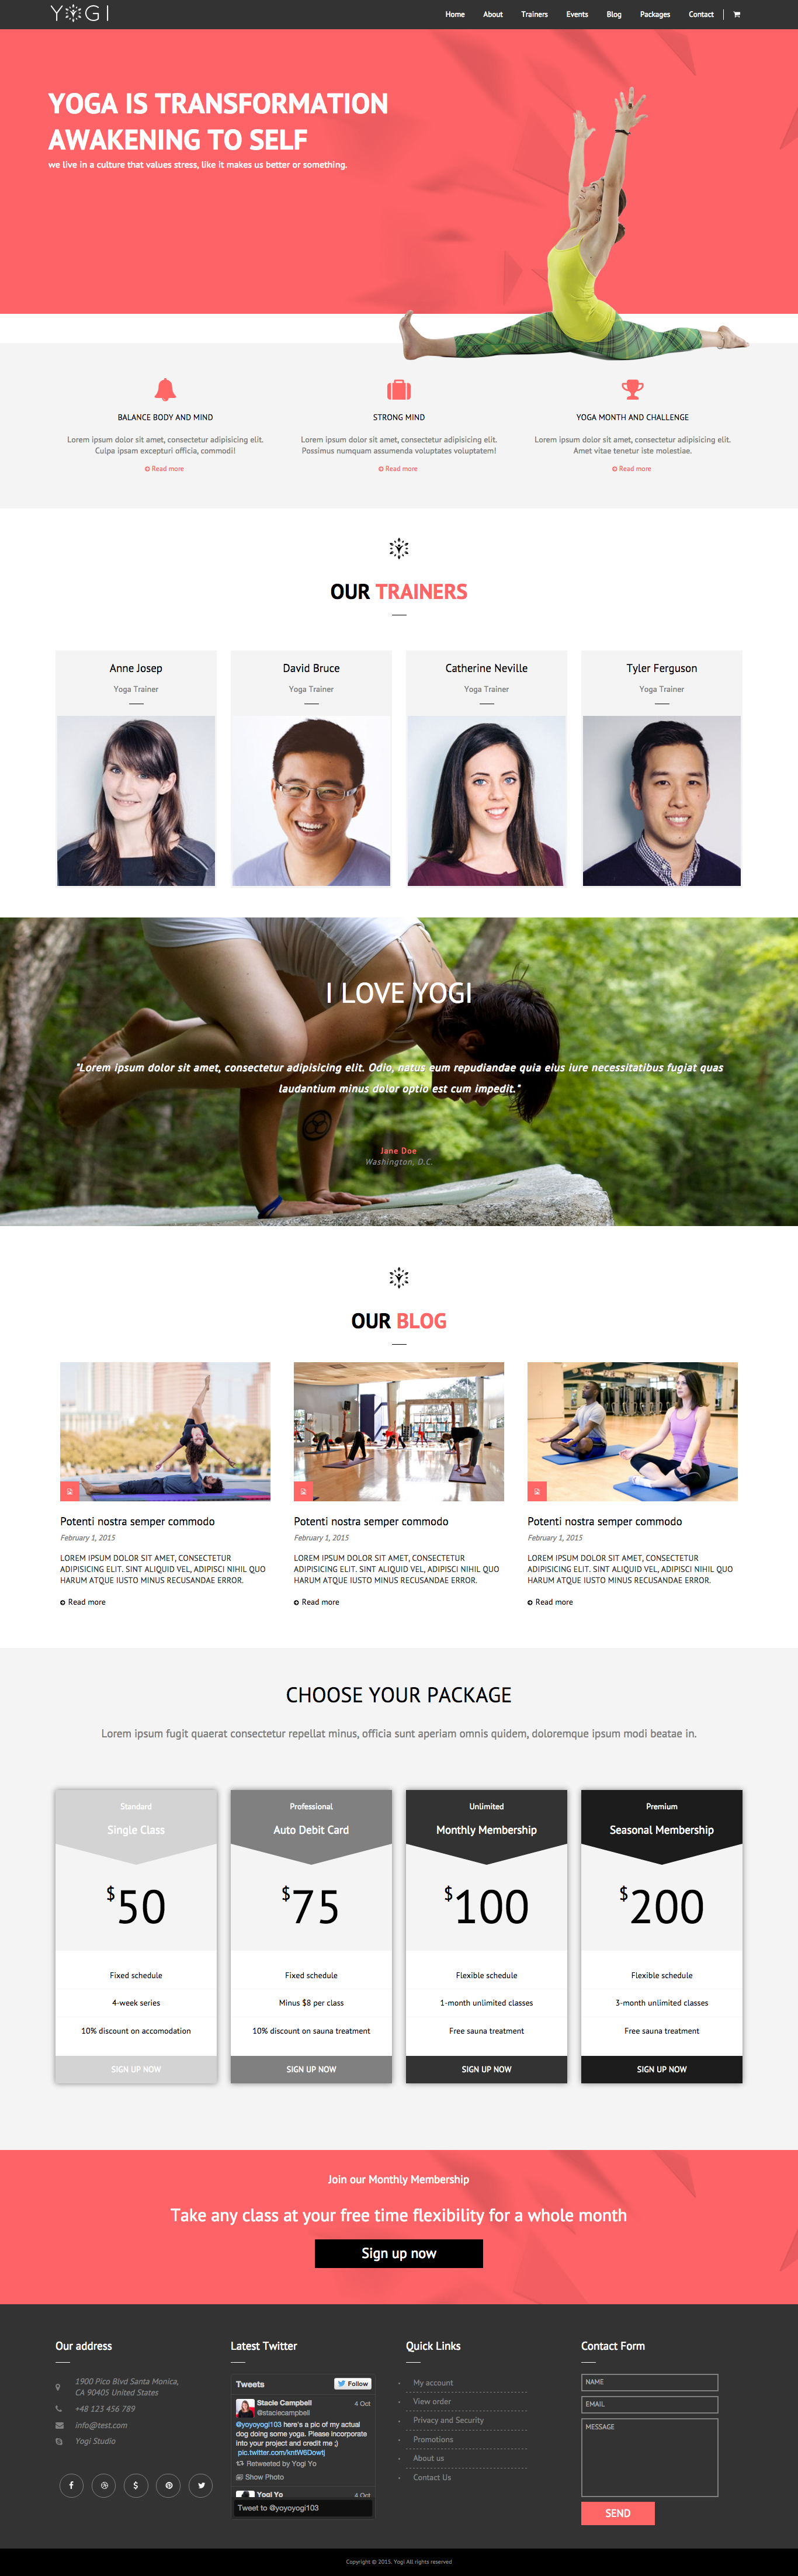 YOGI
Home About Trainers Events Blog Packages Contact
YOGA IS TRANSFORMATION
AWAKENING TO SELF
we live in a culture that values stress, like it makes us better or something.
BALANCE BODY AND MIND
Lorem ipsum dolor sit amet, consectetur adipisicing elit.
Culpa ipsam excepturi officia, commodi!
Read more
STRONG MIND
Lorem ipsum dolor sit amet, consectetur adipisicing elit.
Possimus numquam assumenda voluptates voluptatem!
Read more
YOGA MONTH AND CHALLENGE
Lorem ipsum dolor sit amet, consectetur adipisicing elit.
Amet vitae tenetur iste molestiae.
Read more
OUR TRAINERS
Anne Josep
Yoga Trainer
David Bruce
Yoga Trainer
Catherine Neville
Yoga Trainer
Tyler Ferguson
Yoga Trainer
I LOVE YOGI
"Lorem ipsum dolor sit amet, consectetur adipisicing elit. Odio, natus eum repudiandae quia eius iure necessitatibus fugiat quas
laudantium minus dolor optio est cum impedit."
Jane Doe
Washington, D.C.
OUR BLOG
Potenti nostra semper commodo
February 1, 2015
LOREM IPSUM DOLOR SIT AMET, CONSECTETUR
ADIPISICING ELIT. SINT ALIQUID VEL, ADIPISCI NIHIL QUO
HARUM ATQUE IUSTO MINUS RECUSANDAE ERROR.
Read more
Potenti nostra semper commodo
February 1, 2015
LOREM IPSUM DOLOR SIT AMET, CONSECTETUR
ADIPISICING ELIT. SINT ALIQUID VEL, ADIPISCI NIHIL QUO
HARUM ATQUE IUSTO MINUS RECUSANDAE ERROR.
Read more
Potenti nostra semper commodo
February 1, 2015
LOREM IPSUM DOLOR SIT AMET, CONSECTETUR
ADIPISICING ELIT. SINT ALIQUID VEL, ADIPISCI NIHIL QUO
HARUM ATQUE IUSTO MINUS RECUSANDAE ERROR.
Read more
CHOOSE YOUR PACKAGE
Lorem ipsum fugit quaerat consectetur repellat minus, officia sunt aperiam omnis quidem, doloremque ipsum modi beatae in.
Standard
Single Class
$50
Fixed schedule
4-week series
10% discount on accomodation
SIGN UP NOW
Professional
Auto Debit Card
$75
Fixed schedule
Minus $8 per class
10% discount on sauna treatment
SIGN UP NOW
Unlimited
Monthly Membership
$100
Flexible schedule
1-month unlimited classes
Free sauna treatment
SIGN UP NOW
Premium
Seasonal Membership
$200
Flexible schedule
3-month unlimited classes
Free sauna treatment
SIGN UP NOW
Join our Monthly Membership
Take any class at your free time flexibility for a whole month
Sign up now
Our address
1900 Pico Blvd Santa Monica,
CA 90405 United States
+48 123 456 789
info@test.com
Yogi Studio
Latest Twitter
Tweets Follow
Stacie Campbell 4 Oct
@staciecampbell
@yoyoyogi103 here's a pic of my actual
dog doing some yoga. Please incorporate
into your project and credit me ;)
pic.twitter.com/kntW6Dowtj
Retweeted by Yogi Yo
Show Photo
Yogi Yo 4 Oct
Tweet to @yoyoyogi103
Quick Links
My account
View order
Privacy and Security
Promotions
About us
Contact Us
Contact Form
NAME
EMAIL
MESSAGE
SEND
Copyright © 2015. Yogi All rights reserved